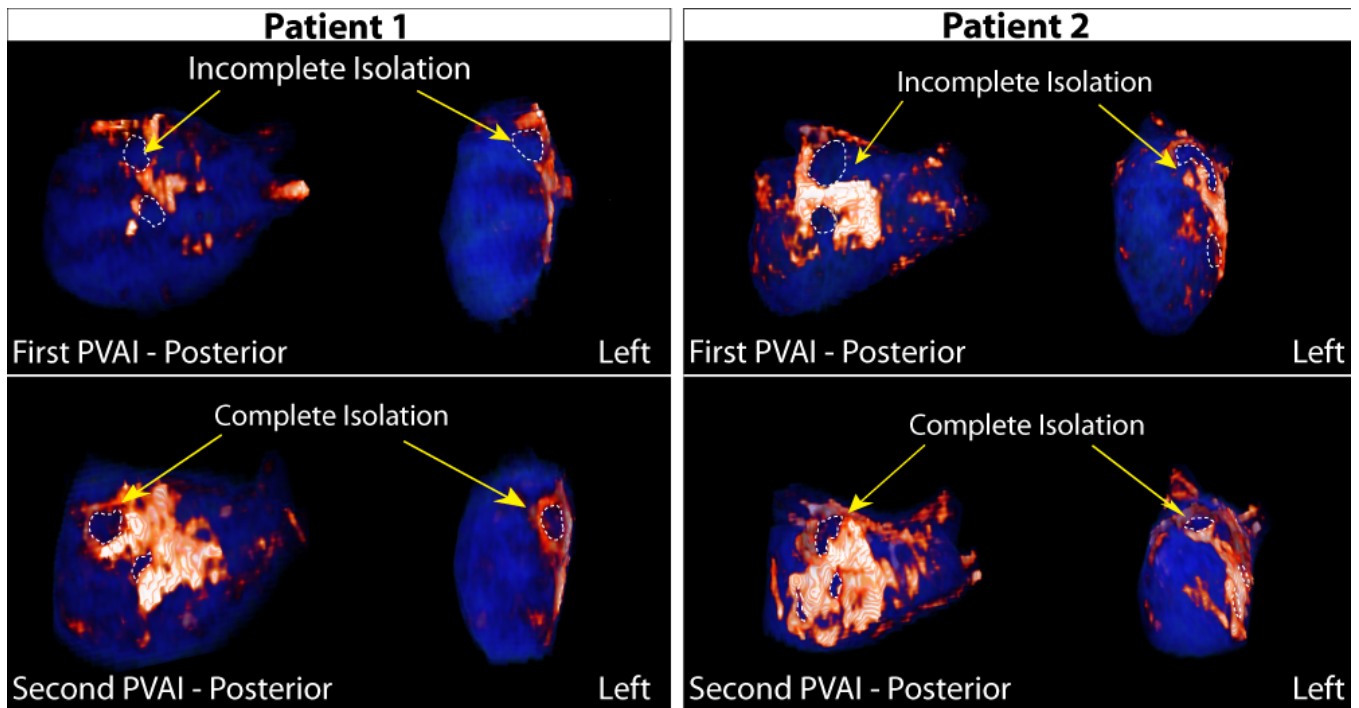 Patient 1
Incomplete Isolation
First PVAI - Posterior
Left
Complete Isolation
Second PVAI - Posterior
Left
Patient 2
Incomplete Isolation
First PVAI - Posterior
Left
Complete Isolation
Second PVAI - Posterior
Left